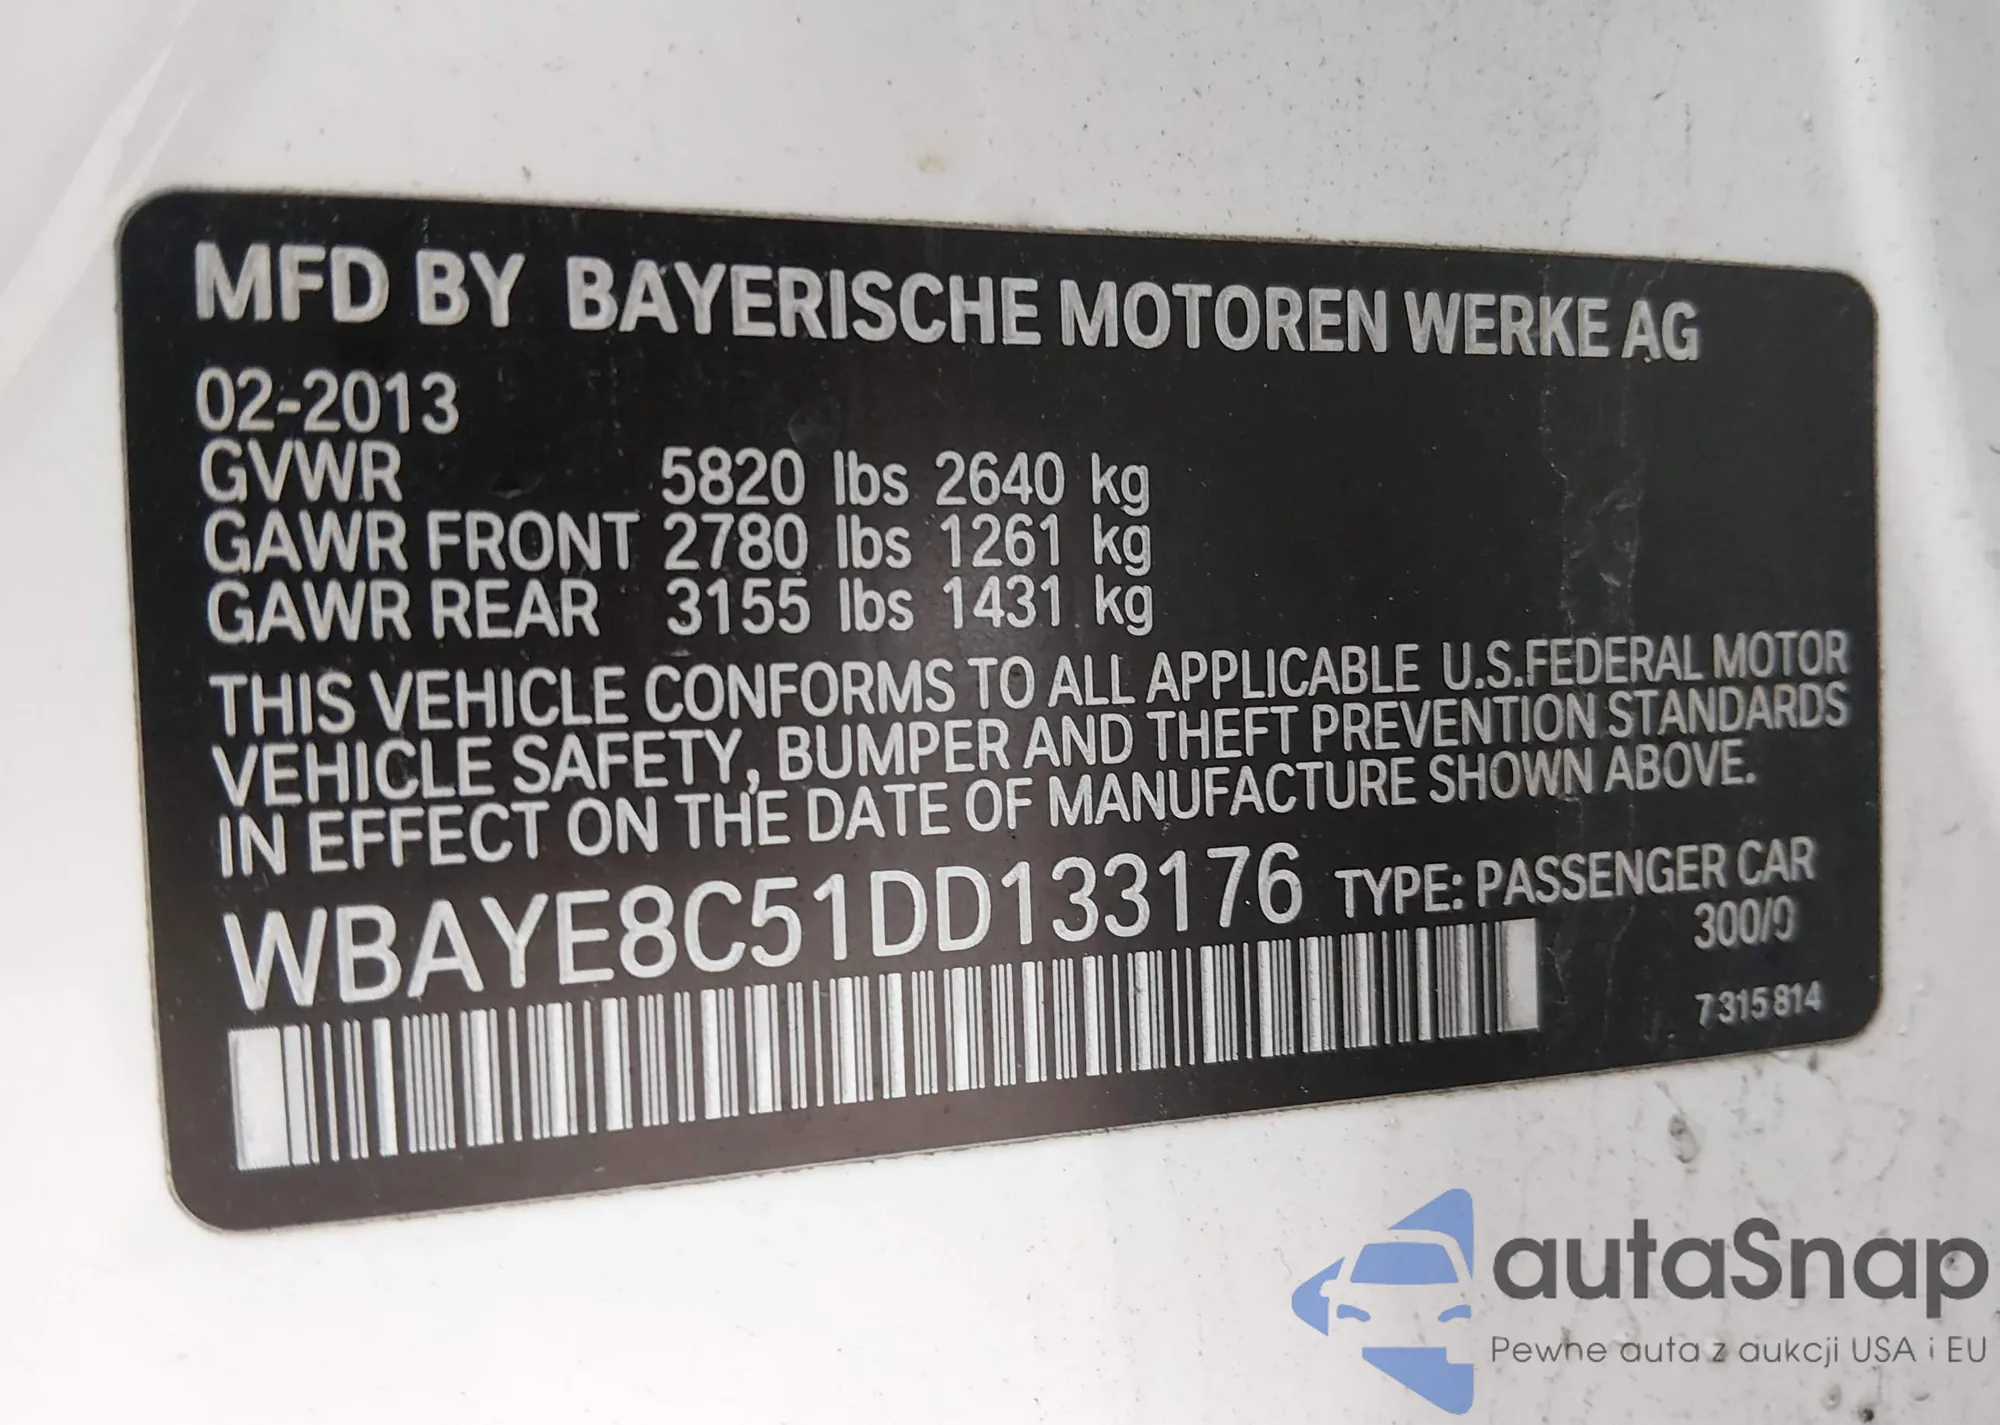 MFD BY BAYERISCHE MOTOREN WERKE AG
02-2013
GVWR 5820 lbs 2640 kg
GAWR FRONT 2780 lbs 1261 kg
GAWR REAR 3155 lbs 1431 kg
THIS VEHICLE CONFORMS TO ALL APPLICABLE U.S.FEDERAL MOTOR
VEHICLE SAFETY, BUMPER AND THEFT PREVENTION STANDARDS
IN EFFECT ON THE DATE OF MANUFACTURE SHOWN ABOVE.
WBAYE8C51DD133176 TYPE: PASSENGER CAR
300/9
7 315 814
autaSnap
Pewne auta z aukcji USA i EU